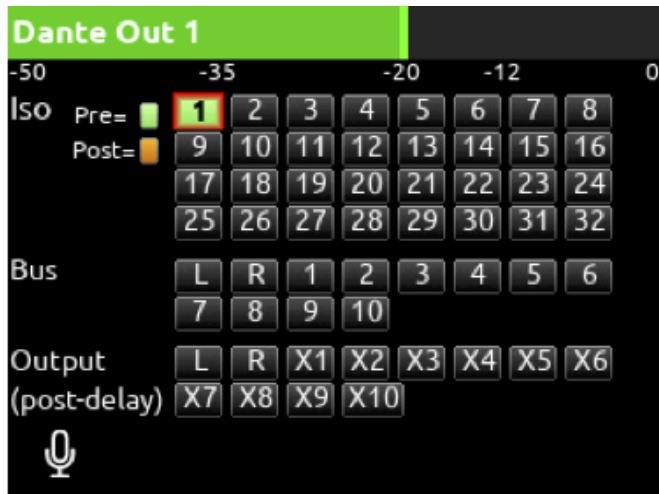 Dante Out 1
-50 -35 -20 -12 0
Iso Pre= 1 2 3 4 5 6 7 8
Post= 9 10 11 12 13 14 15 16
17 18 19 20 21 22 23 24
25 26 27 28 29 30 31 32
Bus L R 1 2 3 4 5 6
7 8 9 10
Output L R X1 X2 X3 X4 X5 X6
(post-delay) X7 X8 X9 X10